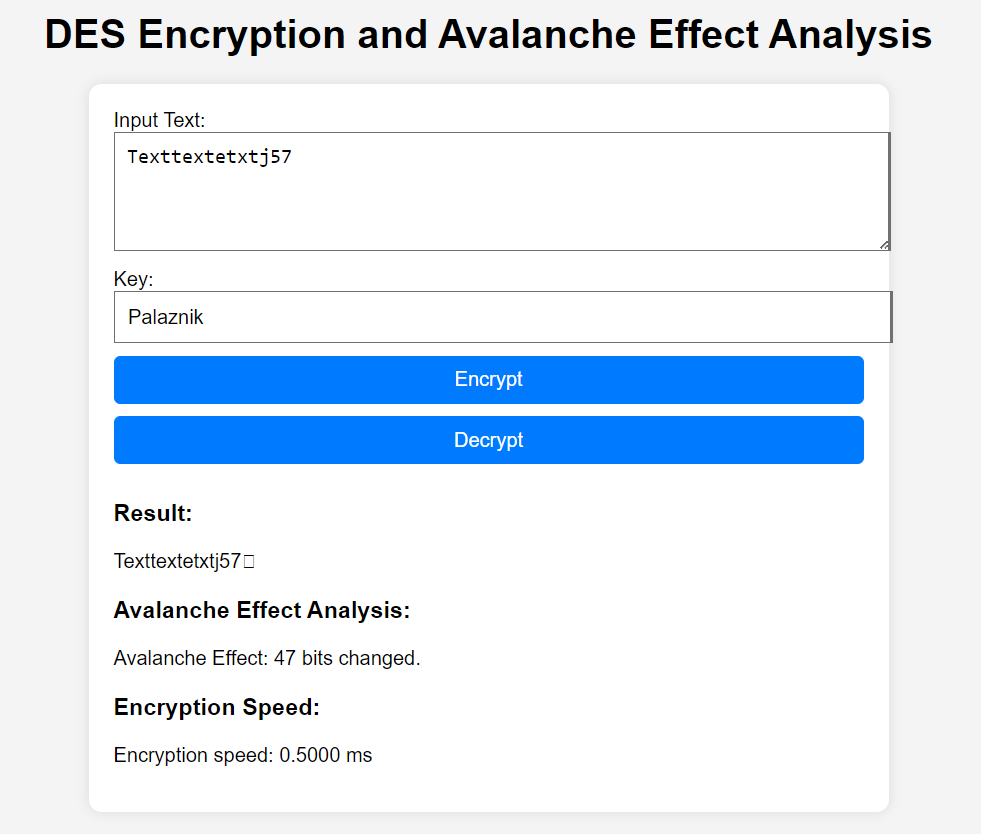 DES Encryption and Avalanche Effect Analysis
Input Text:
Texttextetxtj57
Key:
Palaznik
Encrypt
Decrypt
Result:
Texttextetxtj57□
Avalanche Effect Analysis:
Avalanche Effect: 47 bits changed.
Encryption Speed:
Encryption speed: 0.5000 ms